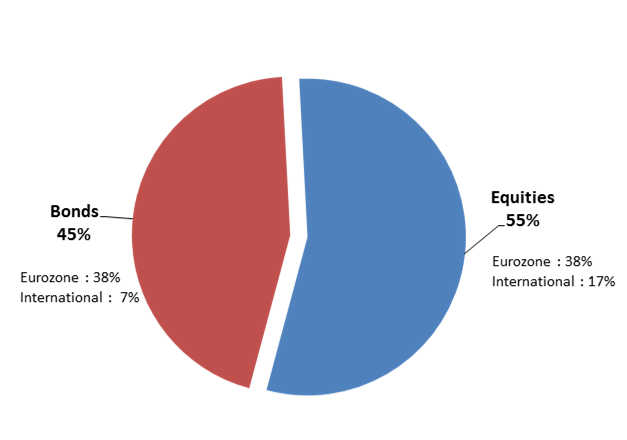 Bonds
45%
Eurozone : 38%
International : 7%
Equities
55%
Eurozone : 38%
International : 17%